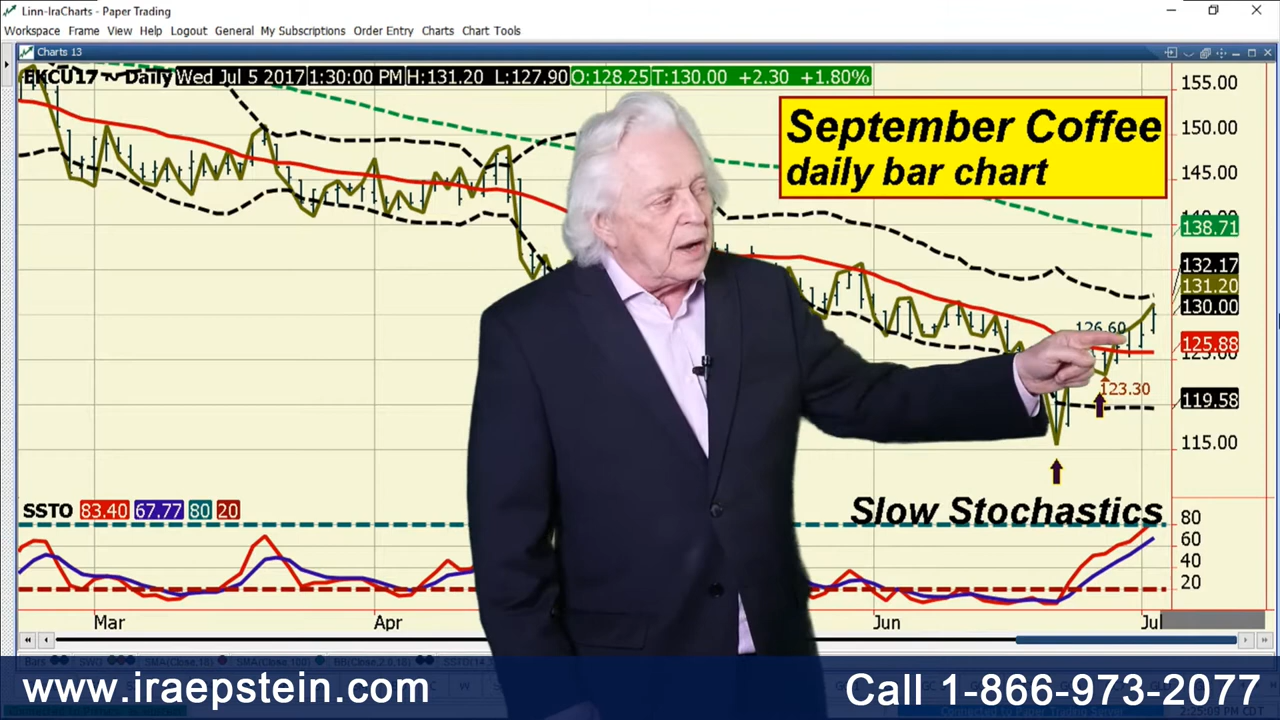 Linn-IraCharts - Paper Trading
Workspace Frame View Help Logout General My Subscriptions Order Entry Charts Chart Tools
Charts 13
EKCU17 ~ Daily Wed Jul 5 2017 1:30:00 PM H:131.20 L:127.90 O:128.25 T:130.00 +2.30 +1.80%
September Coffee
daily bar chart
155.00
150.00
145.00
138.71
132.17
131.20
130.00
126.60
125.88
125.00
123.30
119.58
115.00
Slow Stochastics
SSTO 83.40 67.77 80 20
80
60
40
20
Mar Apr Jun Jul
www.iraepstein.com
Call 1-866-973-2077